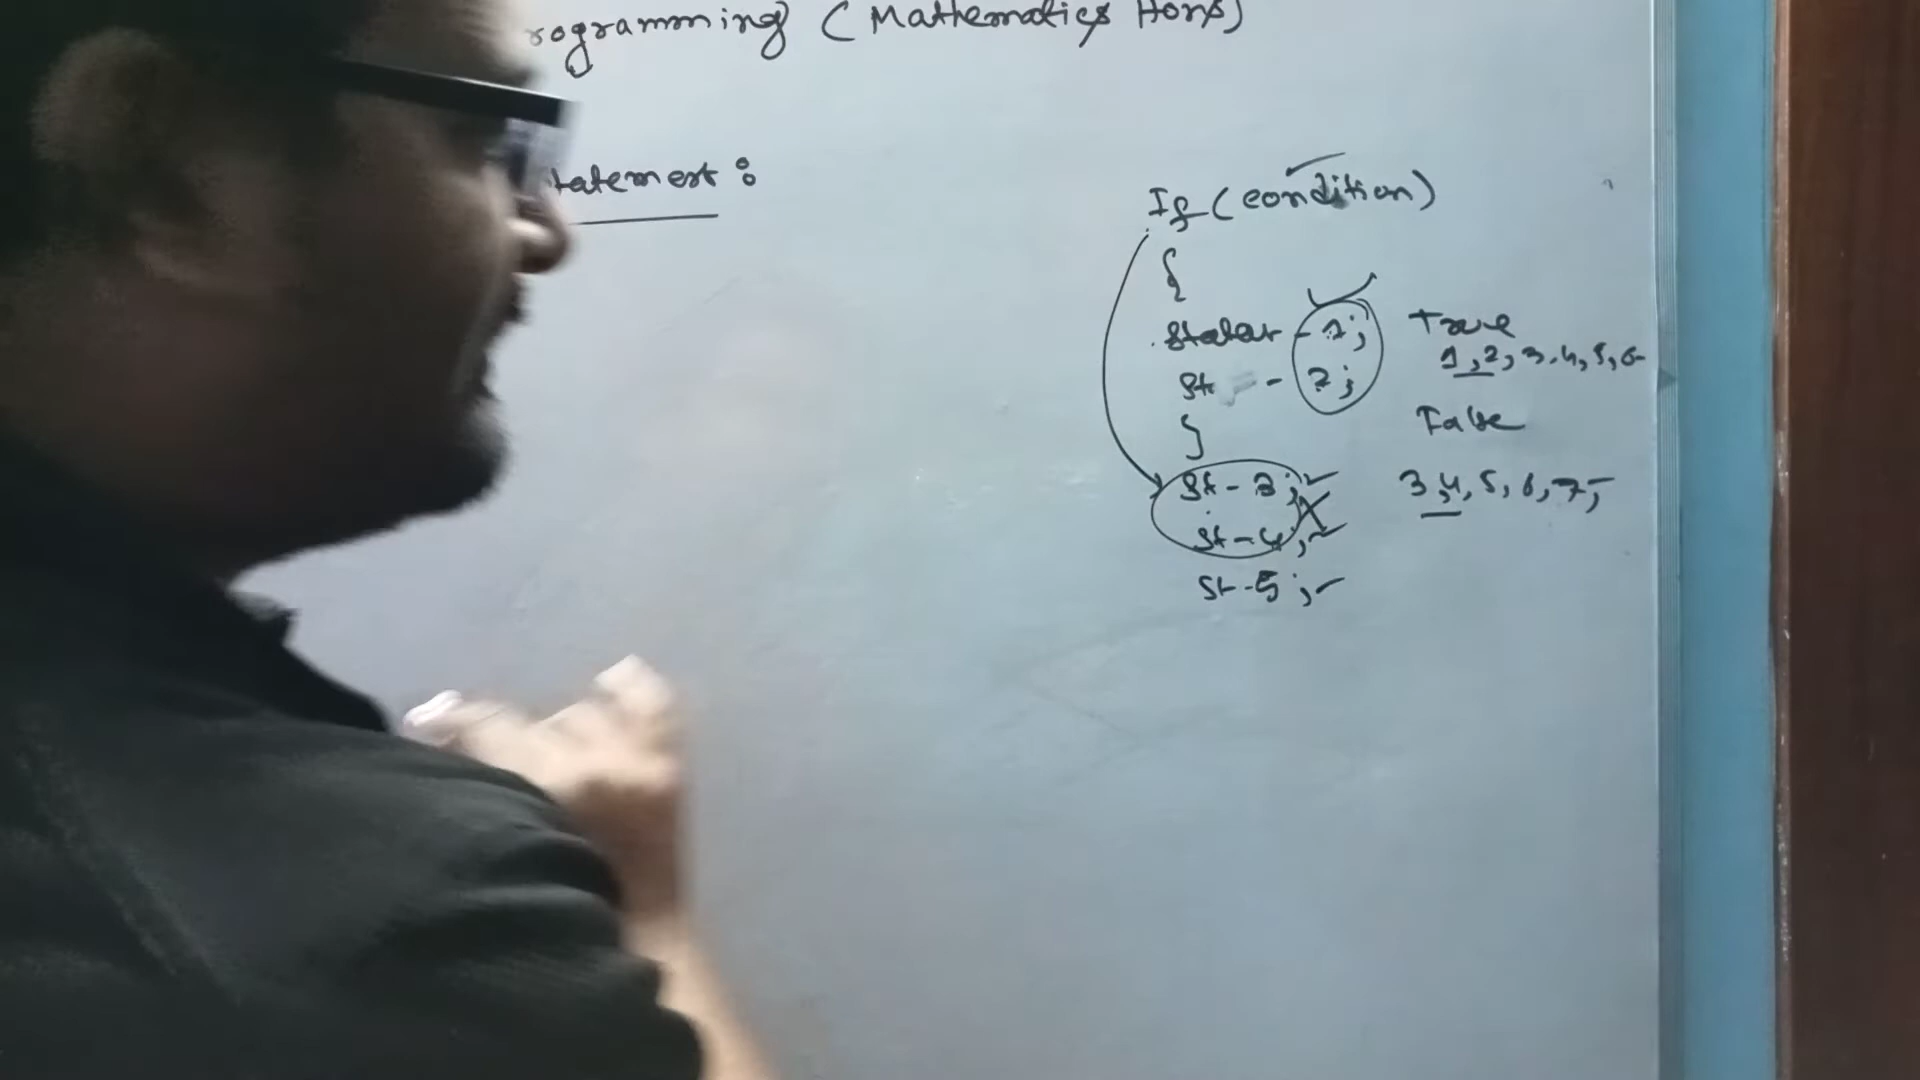 rogramming (Mathematics Hons)
tatement :
If (condition)
{
- 1; True
1, 2, 3, 4, 5, 6
St - 2;
False
}
St - 3; 3, 4, 5, 6, 7,
St - 4;
St - 5;